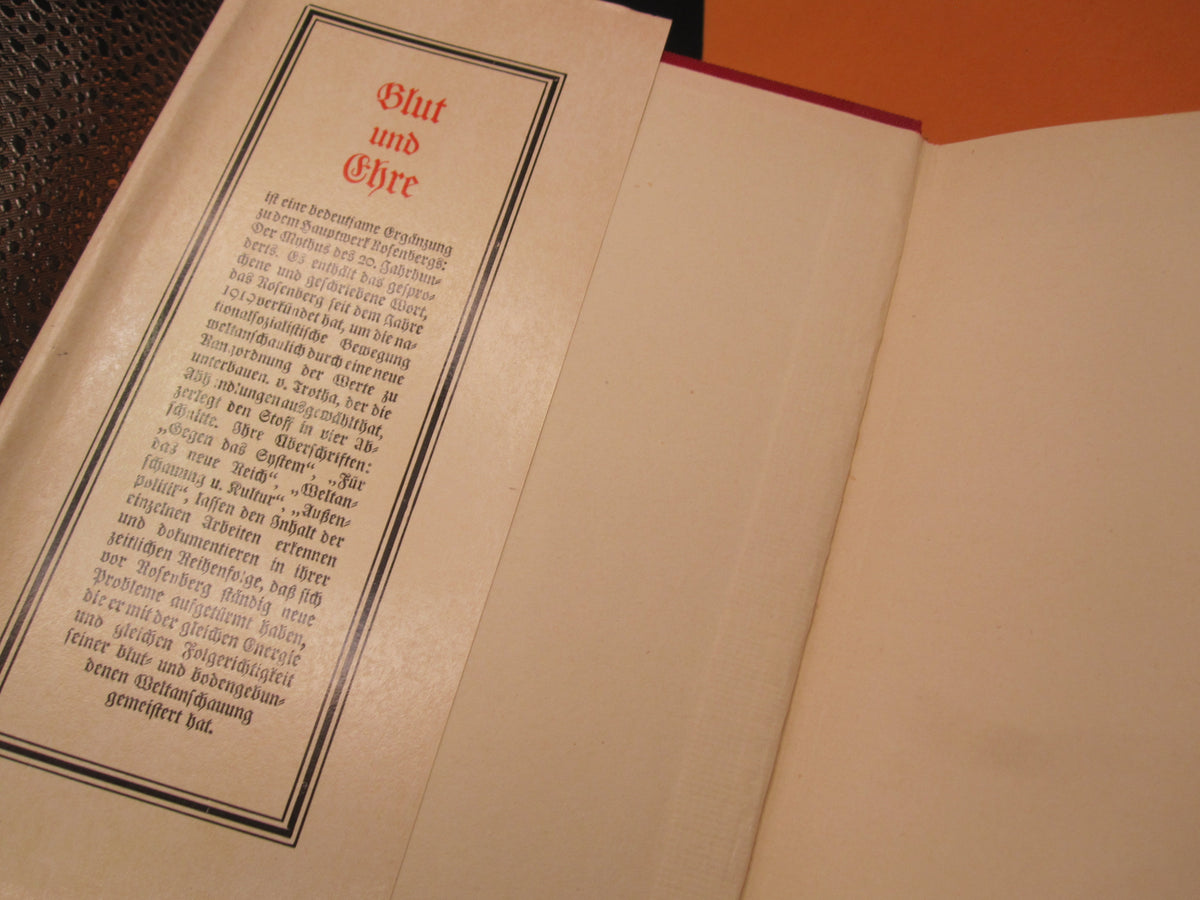 Blut
und
Ehre
ist eine bedeutsame Ergänzung
zu dem Hauptwerk Rosenbergs:
Der Mythus des 20. Jahrhun-
derts. Es enthält das gespro-
chene und geschriebene Wort,
das Rosenberg seit dem Jahre
1919 verkündet hat, um die na-
tionalsozialistische Bewegung
weltanschaulich durch eine neue
Rangordnung der Werte zu
unterbauen. v. Trotha, der die
Abhandlungen ausgewählt hat,
zerlegt den Stoff in vier Ab-
schnitte. Ihre Überschriften:
„Gegen das System“, „Für
das neue Reich“, „Weltan-
schauung u. Kultur“, „Außen-
politik“, lassen den Inhalt der
einzelnen Arbeiten erkennen
und dokumentieren in ihrer
zeitlichen Reihenfolge, daß sich
vor Rosenberg ständig neue
Probleme aufgetürmt haben,
die er mit der gleichen Energie
und gleichen Folgerichtigkeit
seiner blut- und bodengebun-
denen Weltanschauung
gemeistert hat.